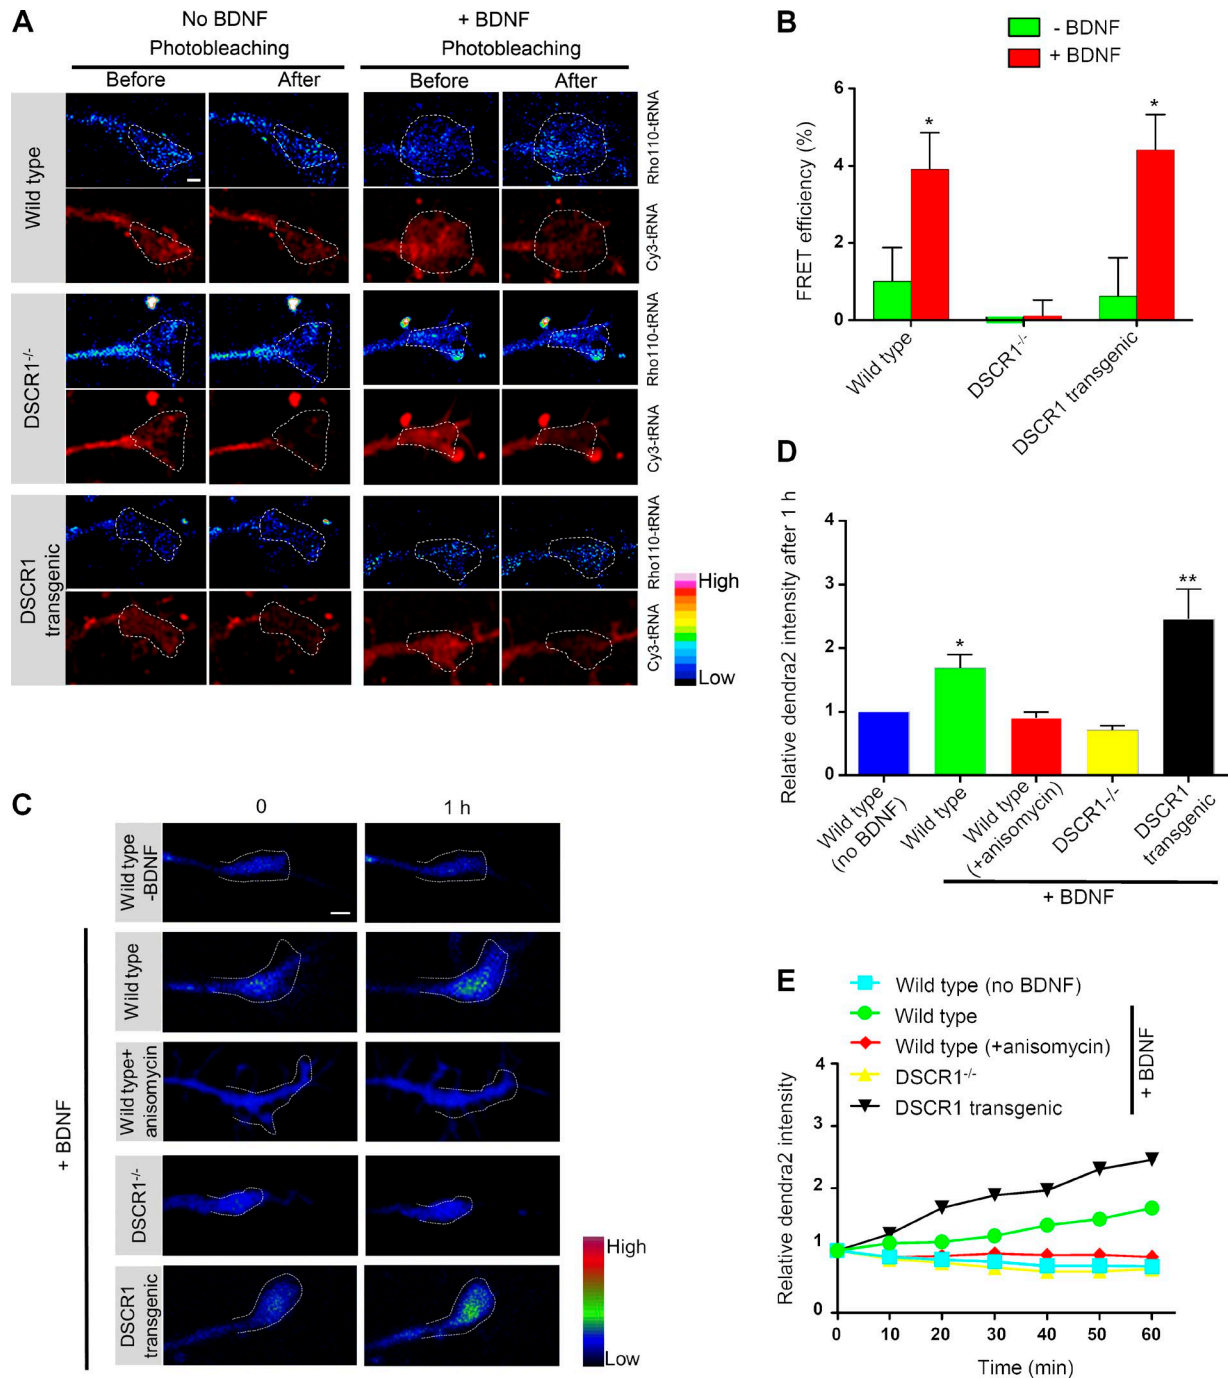 A
No BDNF
+ BDNF
Photobleaching
Photobleaching
Before
After
Before
After
Wild type
DSCR1-/-
DSCR1
transgenic
Rho110-tRNA
Cy3-tRNA
Rho110-tRNA
Cy3-tRNA
Rho110-tRNA
Cy3-tRNA
High
Low
B
- BDNF
+ BDNF
FRET efficiency (%)
6
4
2
0
*
*
Wild type
DSCR1-/-
DSCR1 transgenic
C
0
1 h
Wild type
-BDNF
Wild type
Wild type+
anisomycin
DSCR1-/-
DSCR1
transgenic
+ BDNF
High
Low
D
Relative dendra2 intensity after 1 h
4
3
2
1
0
*
**
Wild type
(no BDNF)
Wild type
Wild type
(+anisomycin)
DSCR1-/-
DSCR1
transgenic
+ BDNF
E
Wild type (no BDNF)
Wild type
Wild type (+anisomycin)
DSCR1-/-
DSCR1 transgenic
+ BDNF
Relative dendra2 intensity
4
3
2
1
0
0 10 20 30 40 50 60
Time (min)